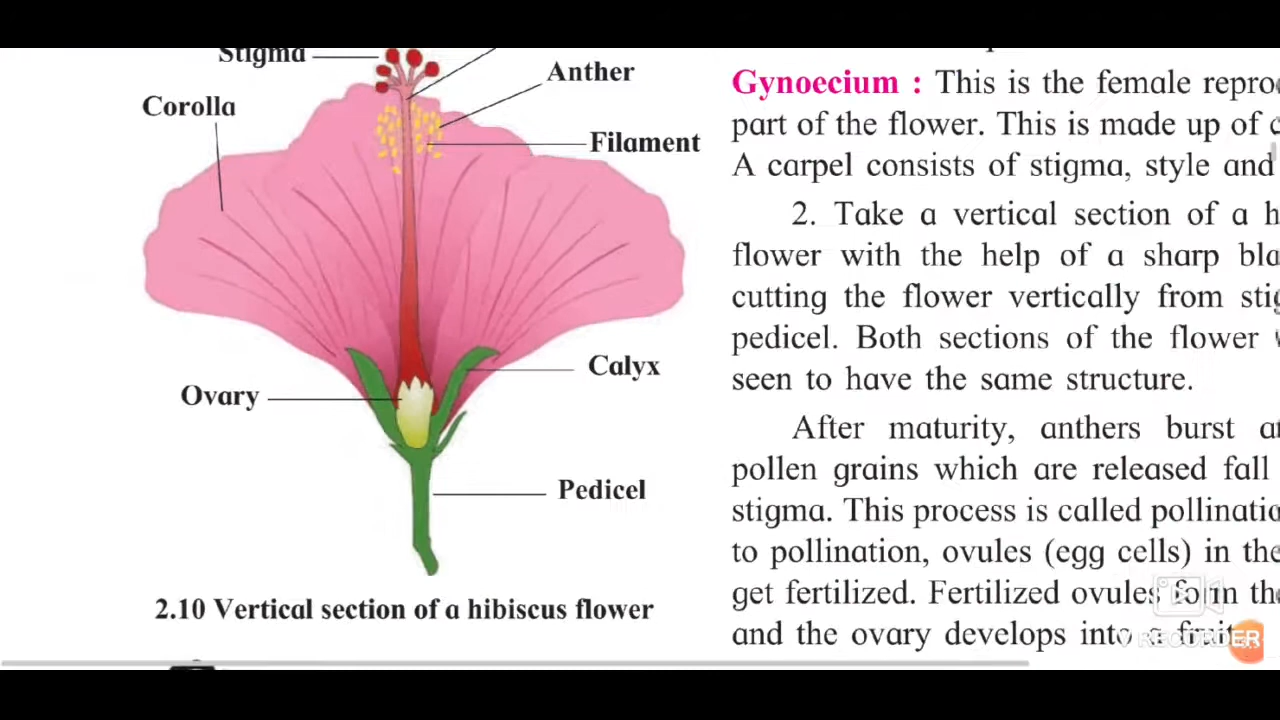 Stigma
Anther
Corolla
Filament
Calyx
Ovary
Pedicel
2.10 Vertical section of a hibiscus flower
Gynoecium : This is the female
part of the flower. This is made up of
A carpel consists of stigma, style and
2. Take a vertical section of a
flower with the help of a sharp
cutting the flower vertically from
pedicel. Both sections of the flower
seen to have the same structure.
After maturity, anthers burst
pollen grains which are released fall
stigma. This process is called
to pollination, ovules (egg cells) in the
get fertilized. Fertilized ovules form the
and the ovary develops into a fruit
V RECORDER